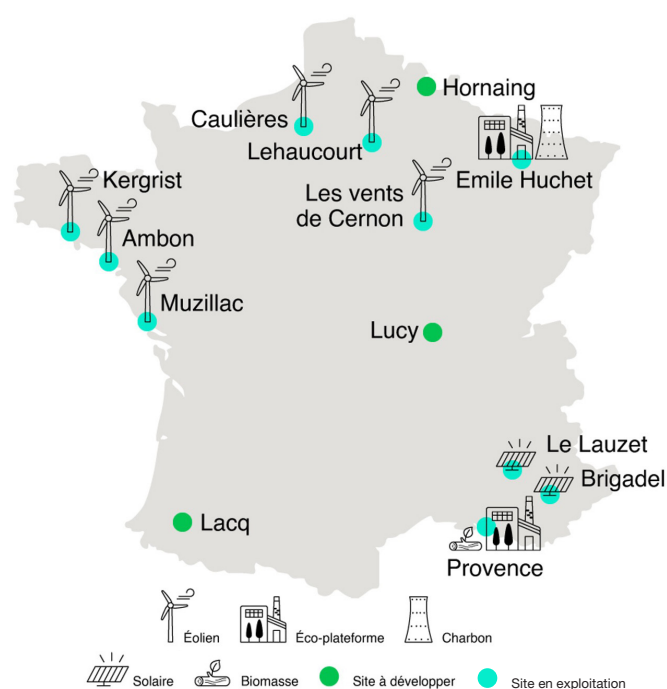 Hornaing
Caulières
Lehaucourt
Emile Huchet
Kergrist
Les vents
de Cernon
Ambon
Muzillac
Lucy
Le Lauzet
Brigadel
Lacq
Provence
Éolien
Éco-plateforme
Charbon
Solaire
Biomasse
Site à développer
Site en exploitation